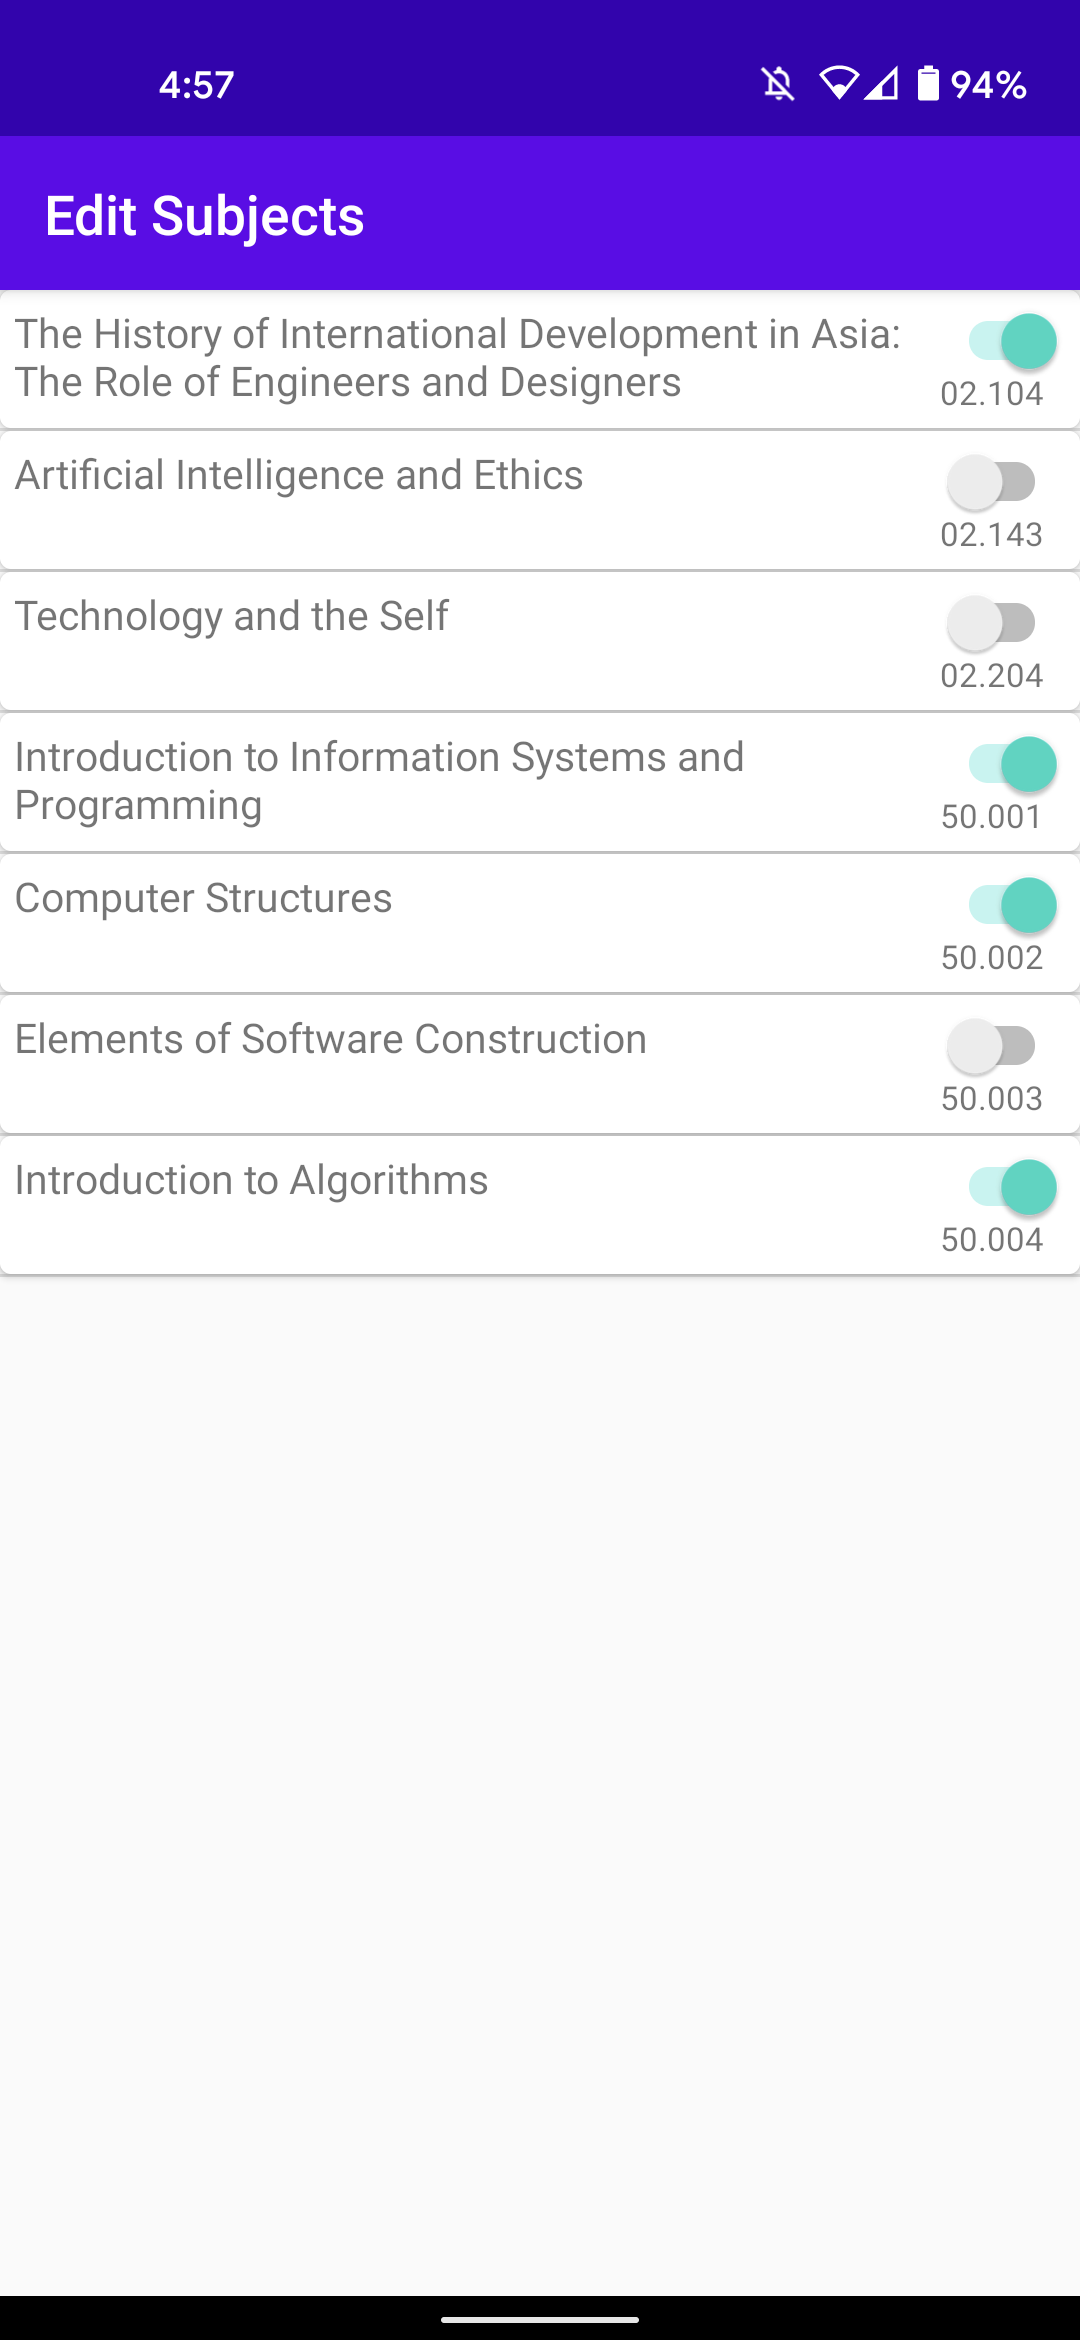 4:57
94%
Edit Subjects
The History of International Development in Asia:
The Role of Engineers and Designers
02.104
Artificial Intelligence and Ethics
02.143
Technology and the Self
02.204
Introduction to Information Systems and
Programming
50.001
Computer Structures
50.002
Elements of Software Construction
50.003
Introduction to Algorithms
50.004